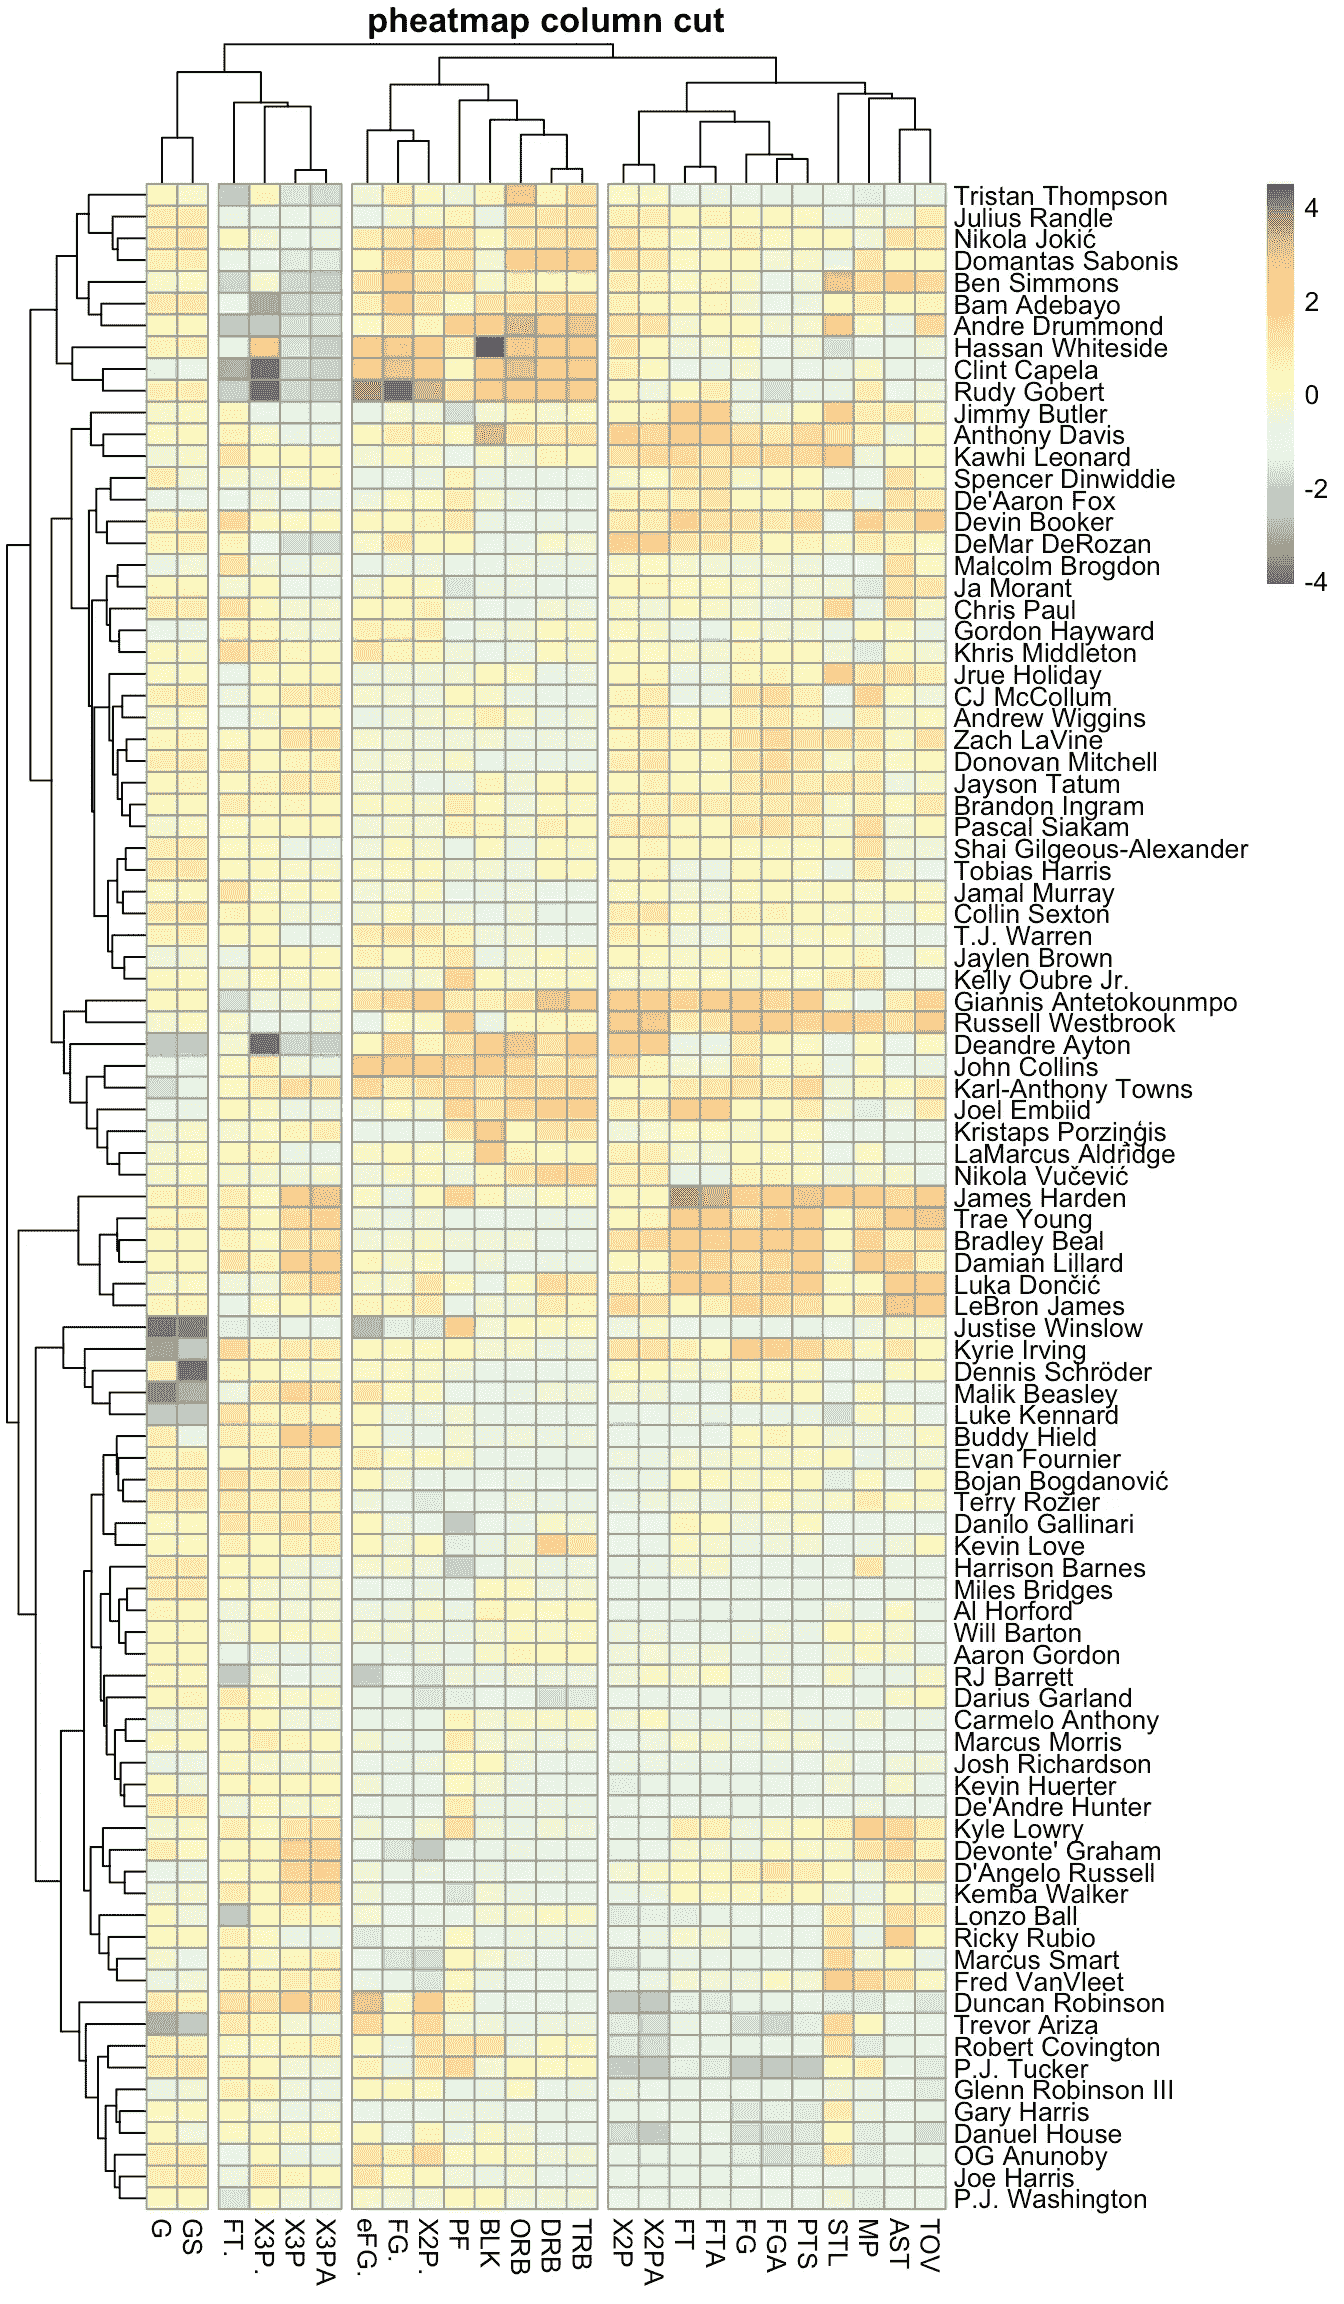 pheatmap column cut
Tristan Thompson
Julius Randle
Nikola Jokić
Domantas Sabonis
Ben Simmons
Bam Adebayo
Andre Drummond
Hassan Whiteside
Clint Capela
Rudy Gobert
Jimmy Butler
Anthony Davis
Kawhi Leonard
Spencer Dinwiddie
De'Aaron Fox
Devin Booker
DeMar DeRozan
Malcolm Brogdon
Ja Morant
Chris Paul
Gordon Hayward
Khris Middleton
Jrue Holiday
CJ McCollum
Andrew Wiggins
Zach LaVine
Donovan Mitchell
Jayson Tatum
Brandon Ingram
Pascal Siakam
Shai Gilgeous-Alexander
Tobias Harris
Jamal Murray
Collin Sexton
T.J. Warren
Jaylen Brown
Kelly Oubre Jr.
Giannis Antetokounmpo
Russell Westbrook
Deandre Ayton
John Collins
Karl-Anthony Towns
Joel Embiid
Kristaps Porziņģis
LaMarcus Aldridge
Nikola Vučević
James Harden
Trae Young
Bradley Beal
Damian Lillard
Luka Dončić
LeBron James
Justise Winslow
Kyrie Irving
Dennis Schröder
Malik Beasley
Luke Kennard
Buddy Hield
Evan Fournier
Bojan Bogdanović
Terry Rozier
Danilo Gallinari
Kevin Love
Harrison Barnes
Miles Bridges
Al Horford
Will Barton
Aaron Gordon
RJ Barrett
Darius Garland
Carmelo Anthony
Marcus Morris
Josh Richardson
Kevin Huerter
De'Andre Hunter
Kyle Lowry
Devonte' Graham
D'Angelo Russell
Kemba Walker
Lonzo Ball
Ricky Rubio
Marcus Smart
Fred VanVleet
Duncan Robinson
Trevor Ariza
Robert Covington
P.J. Tucker
Glenn Robinson III
Gary Harris
Danuel House
OG Anunoby
Joe Harris
P.J. Washington
4
2
0
-2
-4
G
GS
FT.
X3P.
X3P
X3PA
eFG.
FG.
X2P.
PF
BLK
ORB
DRB
TRB
X2P
X2PA
FT
FTA
FG
FGA
PTS
STL
MP
AST
TOV